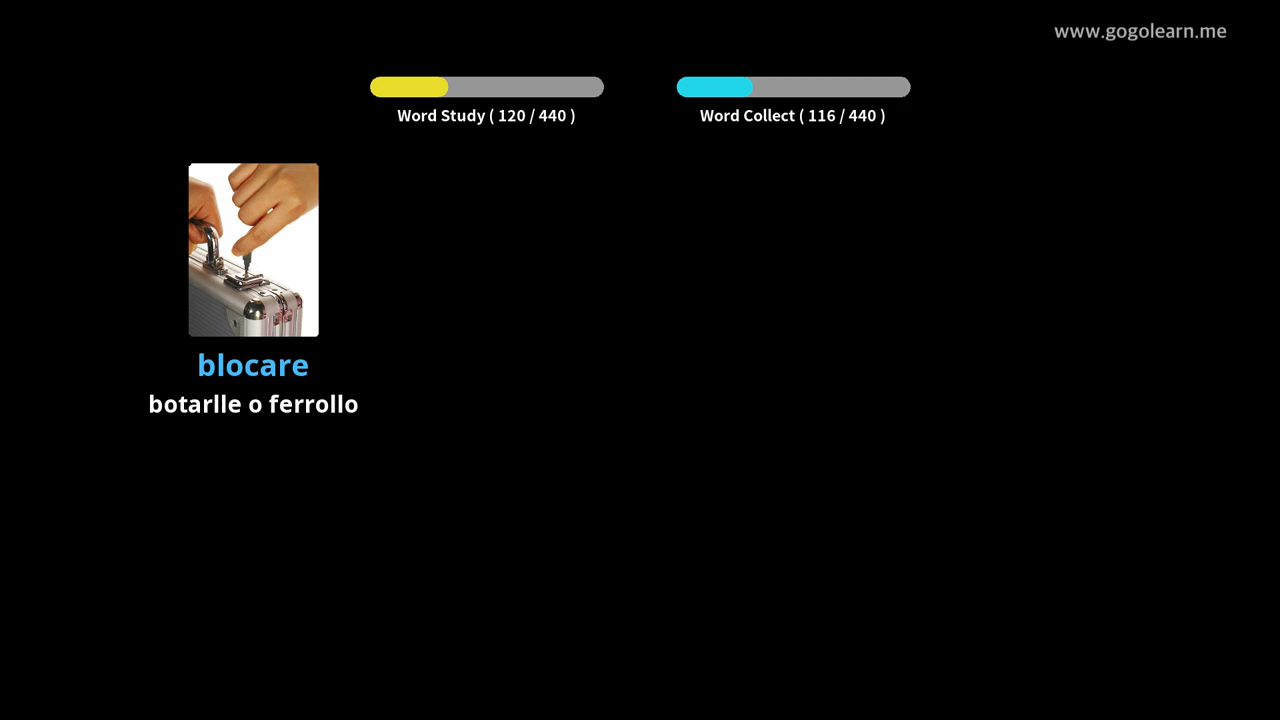 www.gogolearn.me
Word Study ( 120 / 440 )
Word Collect ( 116 / 440 )
blocare
botarlle o ferrollo